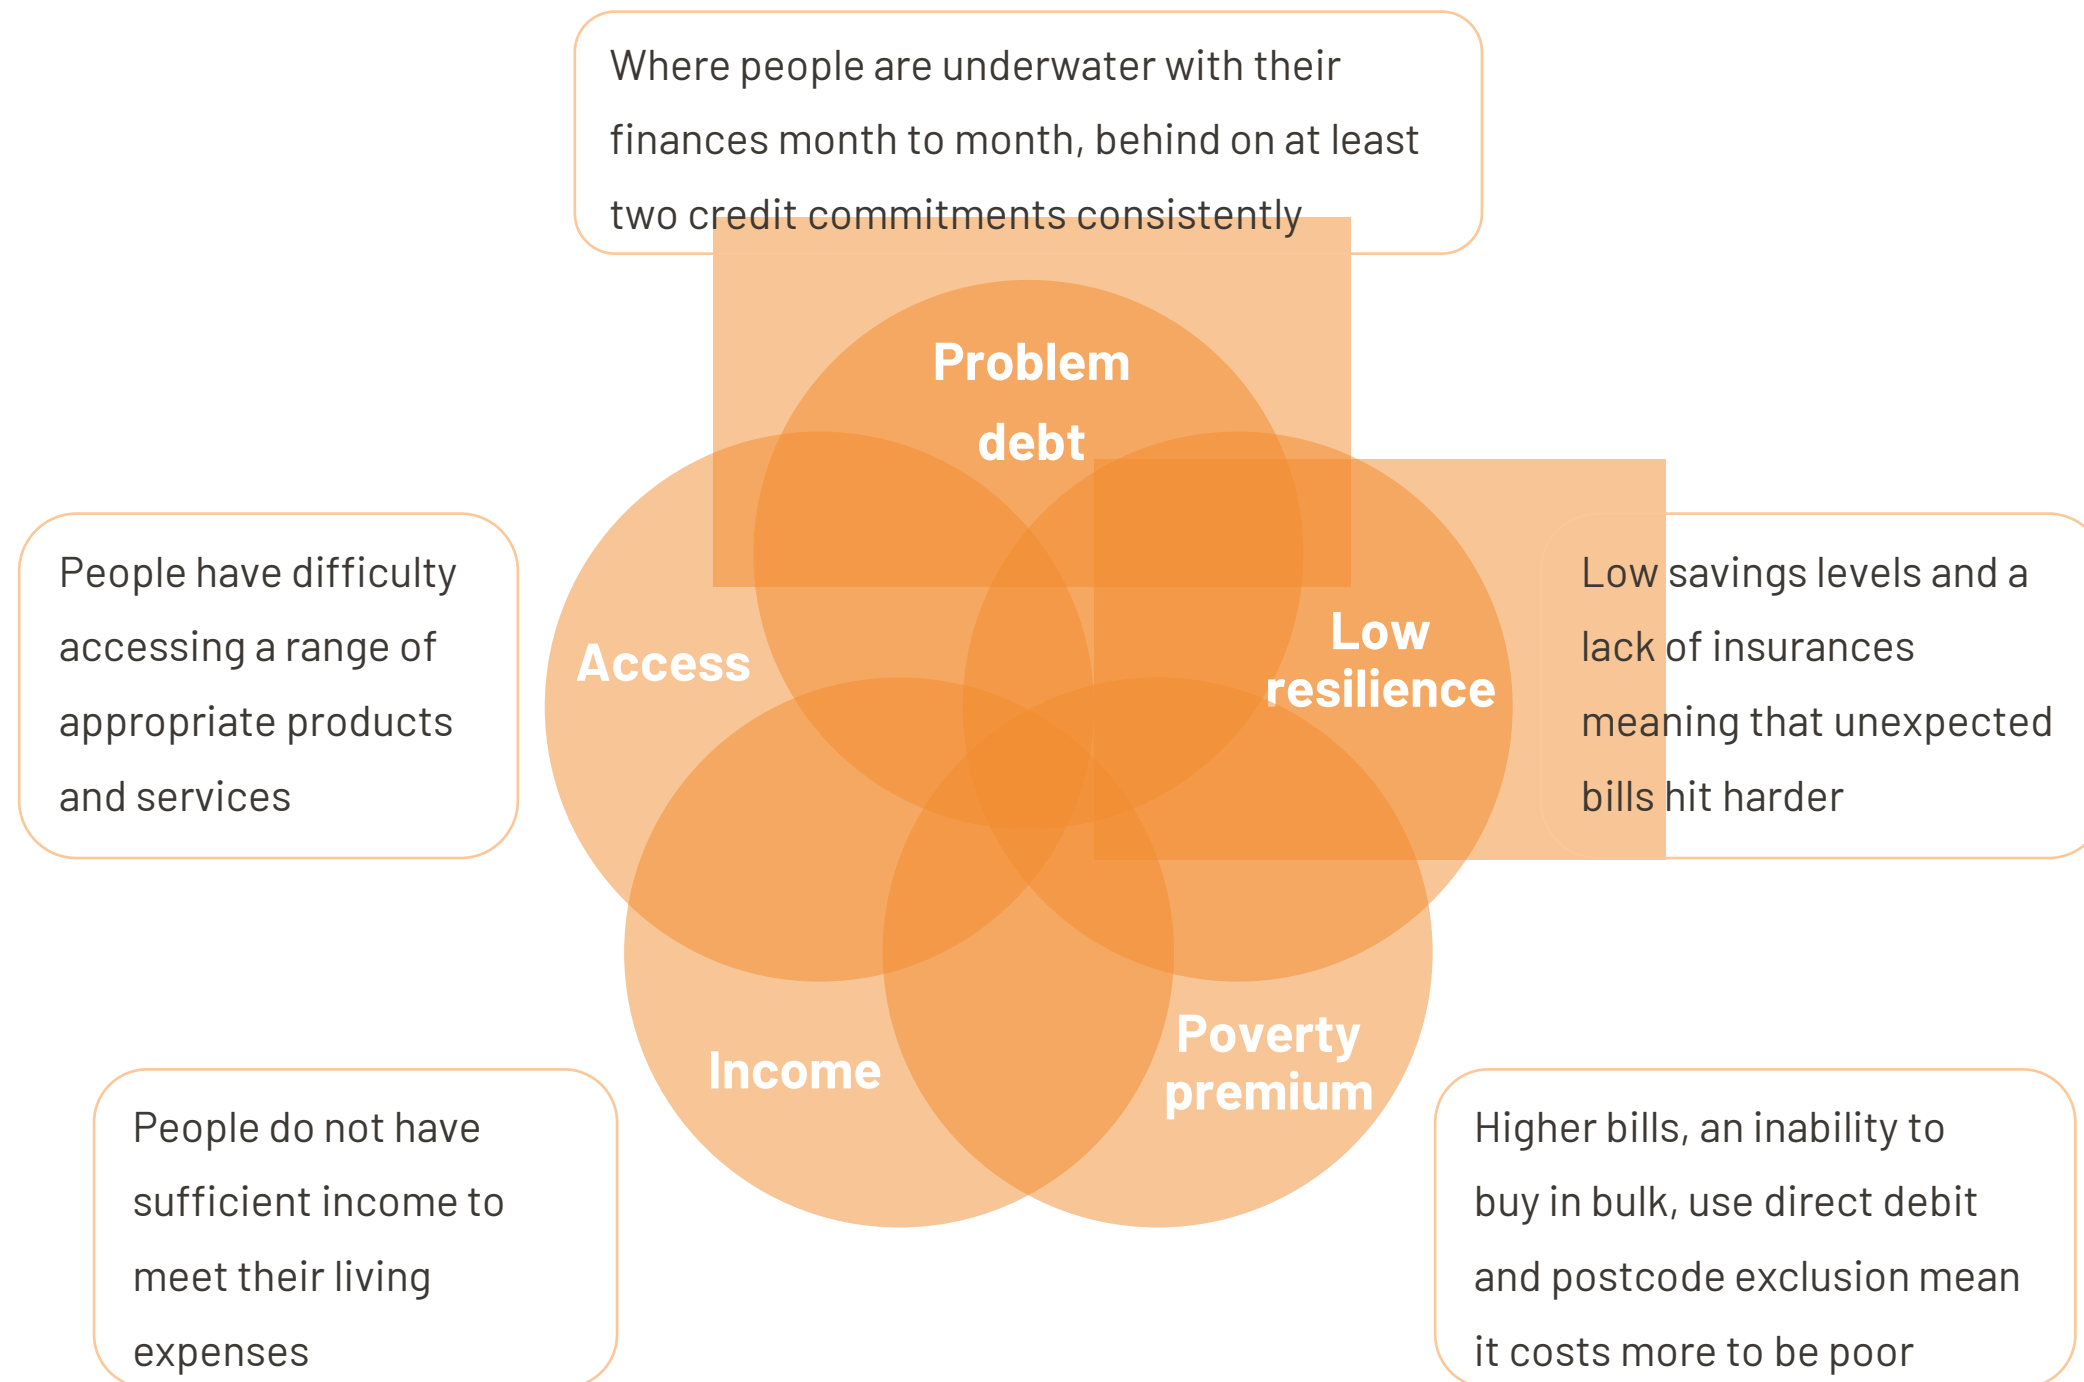 Where people are underwater with their
finances month to month, behind on at least
two credit commitments consistently
Problem
debt
People have difficulty
accessing a range of
appropriate products
and services
Access
Low
resilience
Low savings levels and a
lack of insurances
meaning that unexpected
bills hit harder
Income
Poverty
premium
People do not have
sufficient income to
meet their living
expenses
Higher bills, an inability to
buy in bulk, use direct debit
and postcode exclusion mean
it costs more to be poor